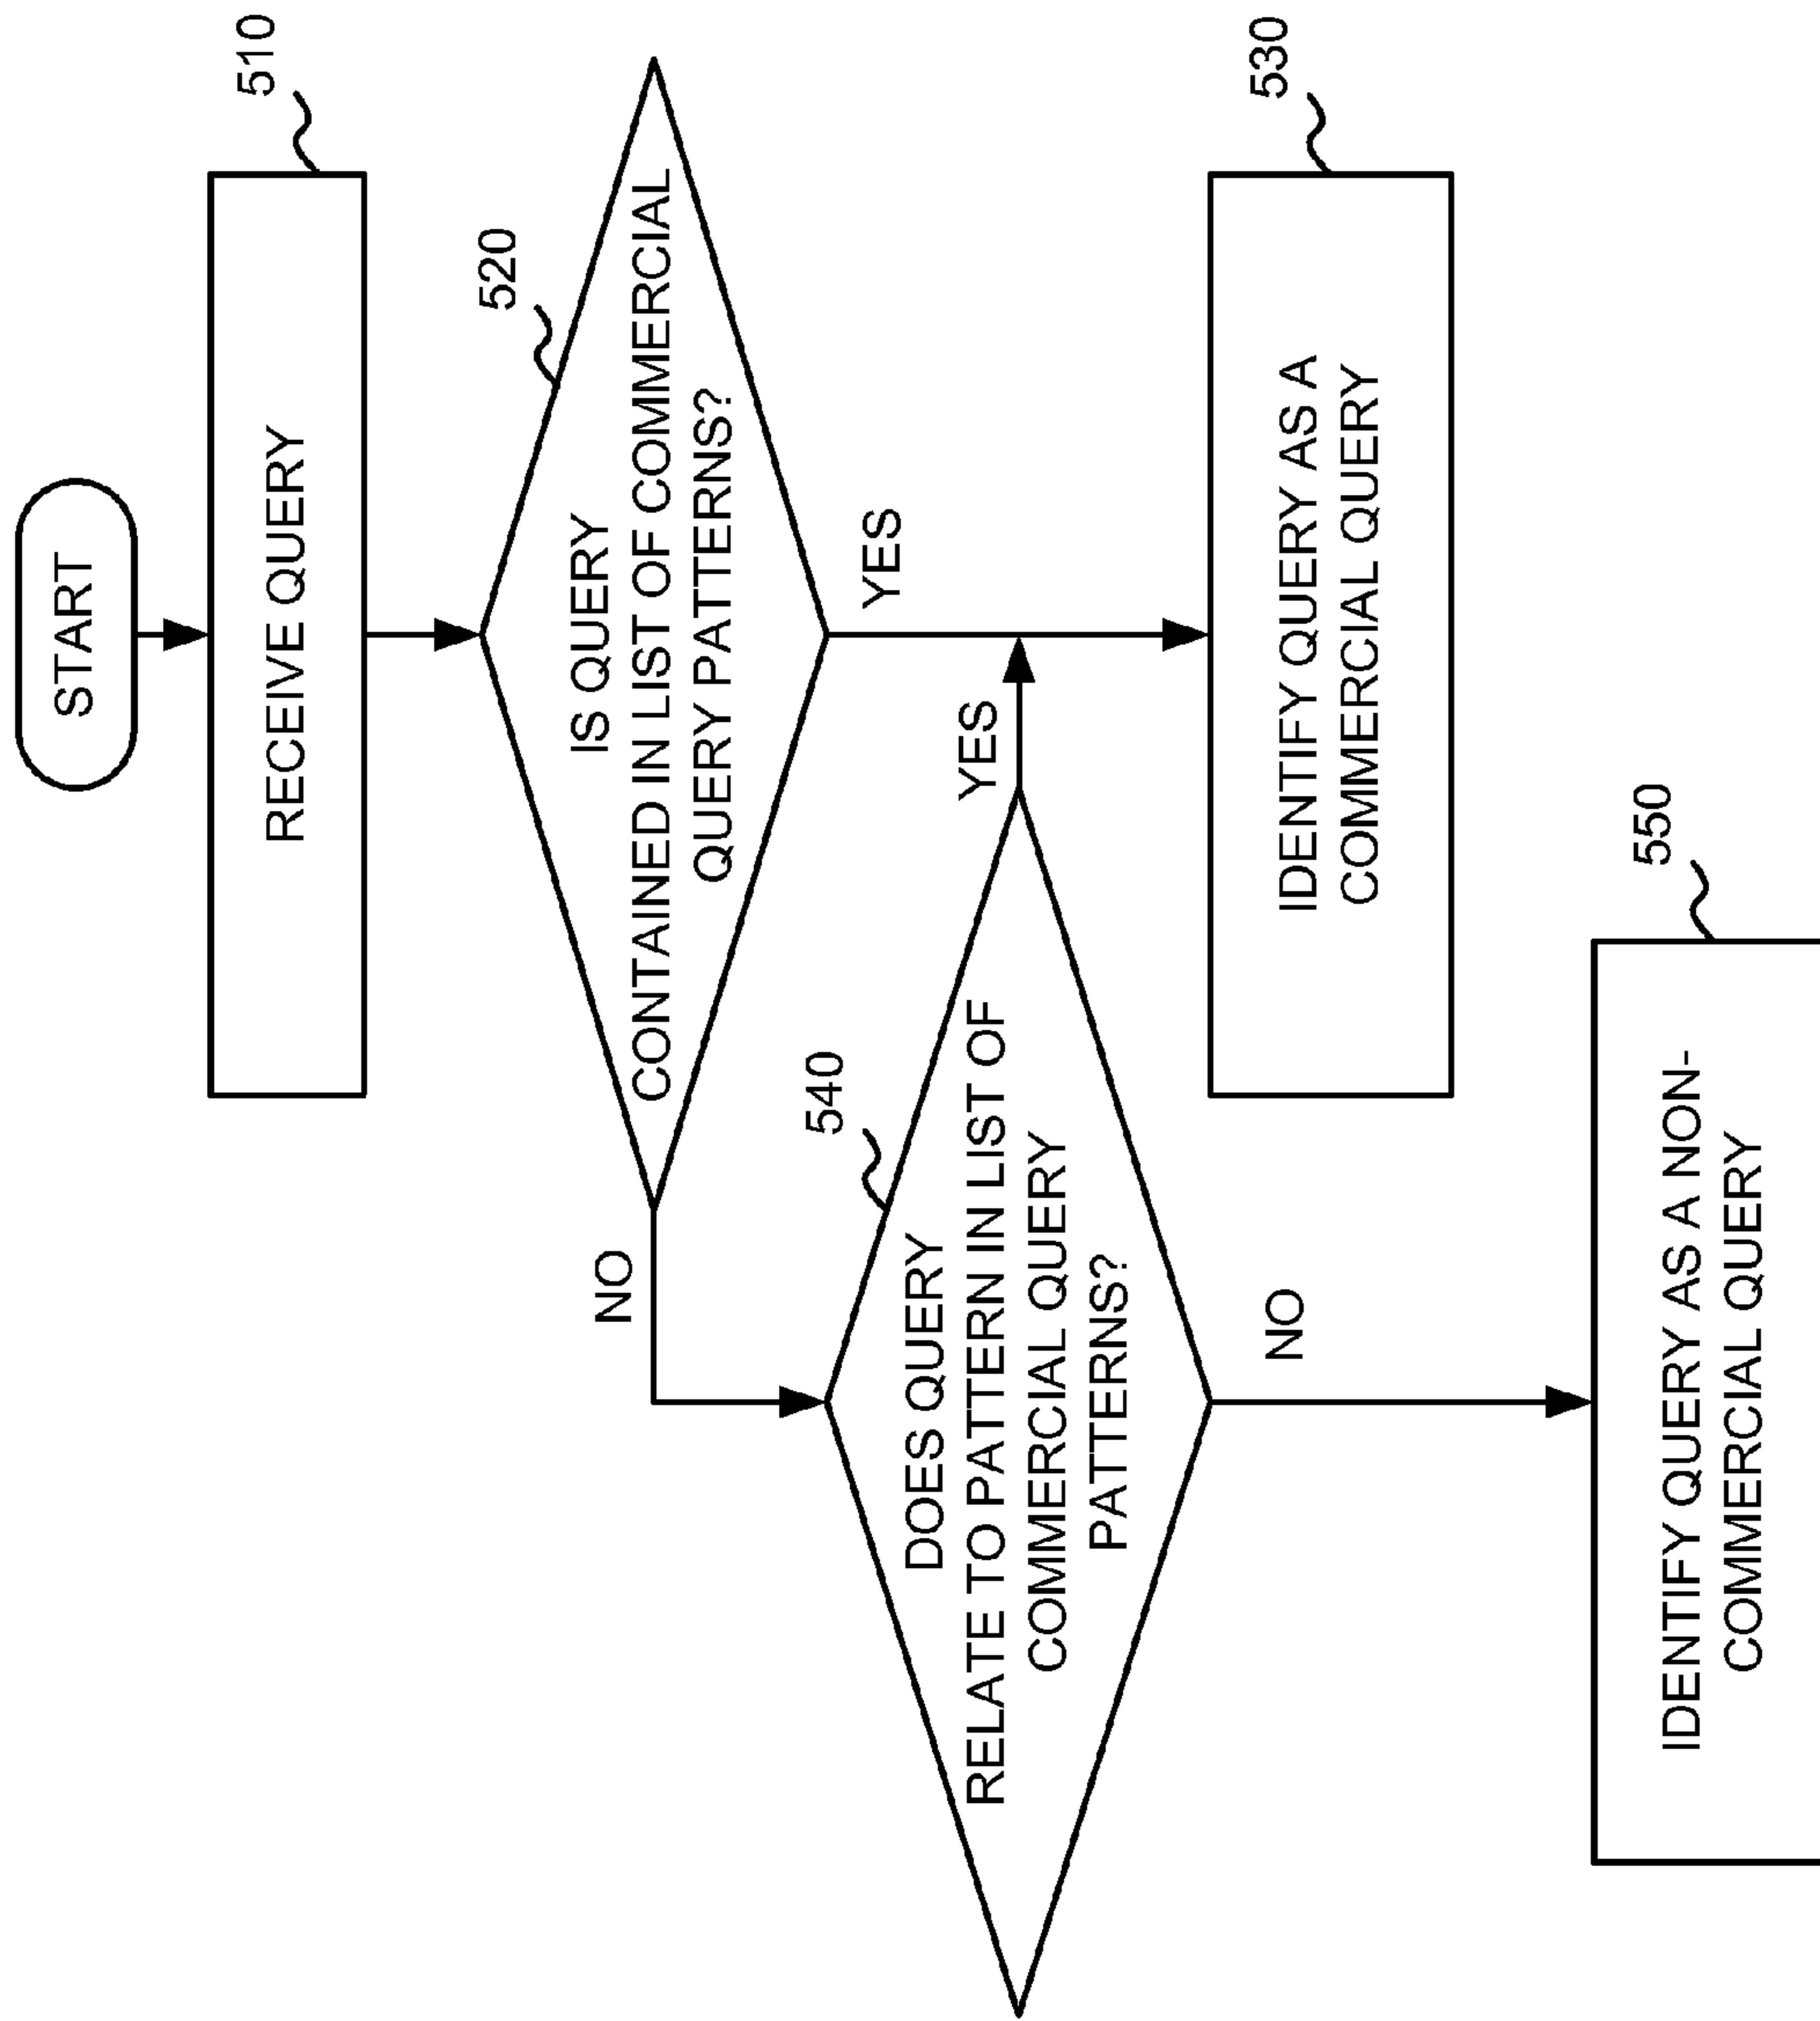 START
510
RECEIVE QUERY
520
IS QUERY
CONTAINED IN LIST OF COMMERCIAL
QUERY PATTERNS?
NO
YES
540
DOES QUERY
RELATE TO PATTERN IN LIST OF
COMMERCIAL QUERY
PATTERNS?
YES
NO
530
IDENTIFY QUERY AS A
COMMERCIAL QUERY
550
IDENTIFY QUERY AS A NON-
COMMERCIAL QUERY